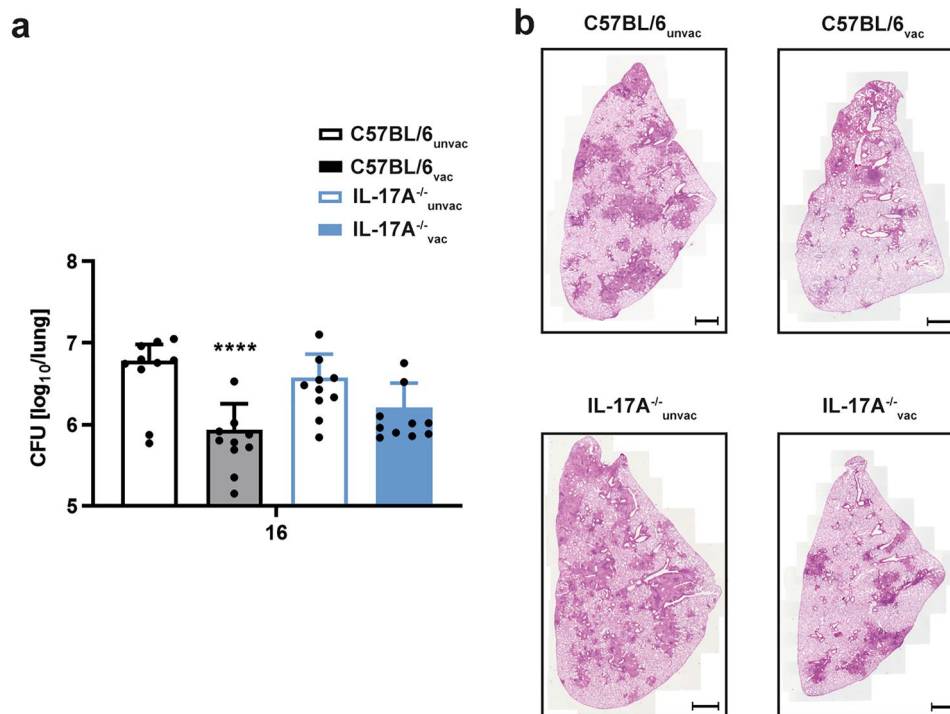 a
C57BL/6unvac
C57BL/6vac
IL-17A-/-unvac
IL-17A-/-vac
8
7
6
5
CFU [log10/lung]
****
16
b
C57BL/6unvac
C57BL/6vac
IL-17A-/-unvac
IL-17A-/-vac